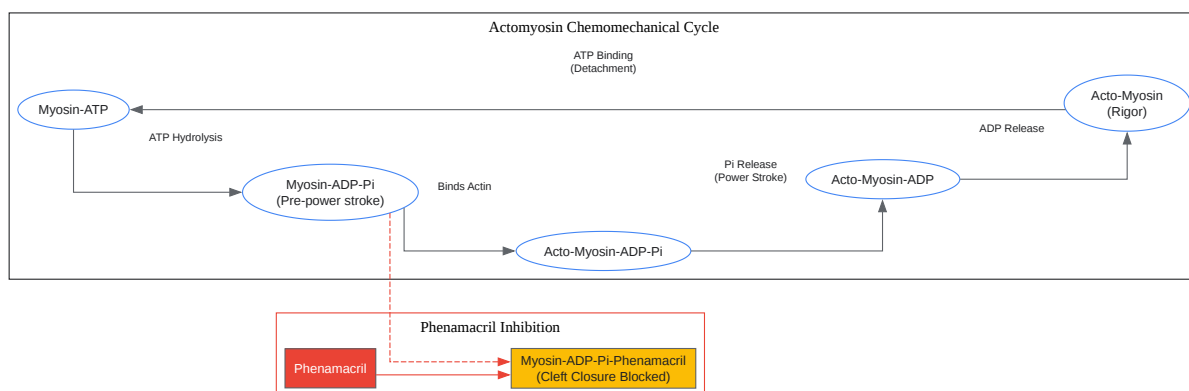 Actomyosin Chemomechanical Cycle
ATP Binding
(Detachment)
Myosin-ATP
Acto-Myosin
(Rigor)
ATP Hydrolysis
ADP Release
Myosin-ADP-Pi
(Pre-power stroke)
Binds Actin
Pi Release
(Power Stroke)
Acto-Myosin-ADP
Acto-Myosin-ADP-Pi
Phenamacril Inhibition
Phenamacril
Myosin-ADP-Pi-Phenamacril
(Cleft Closure Blocked)